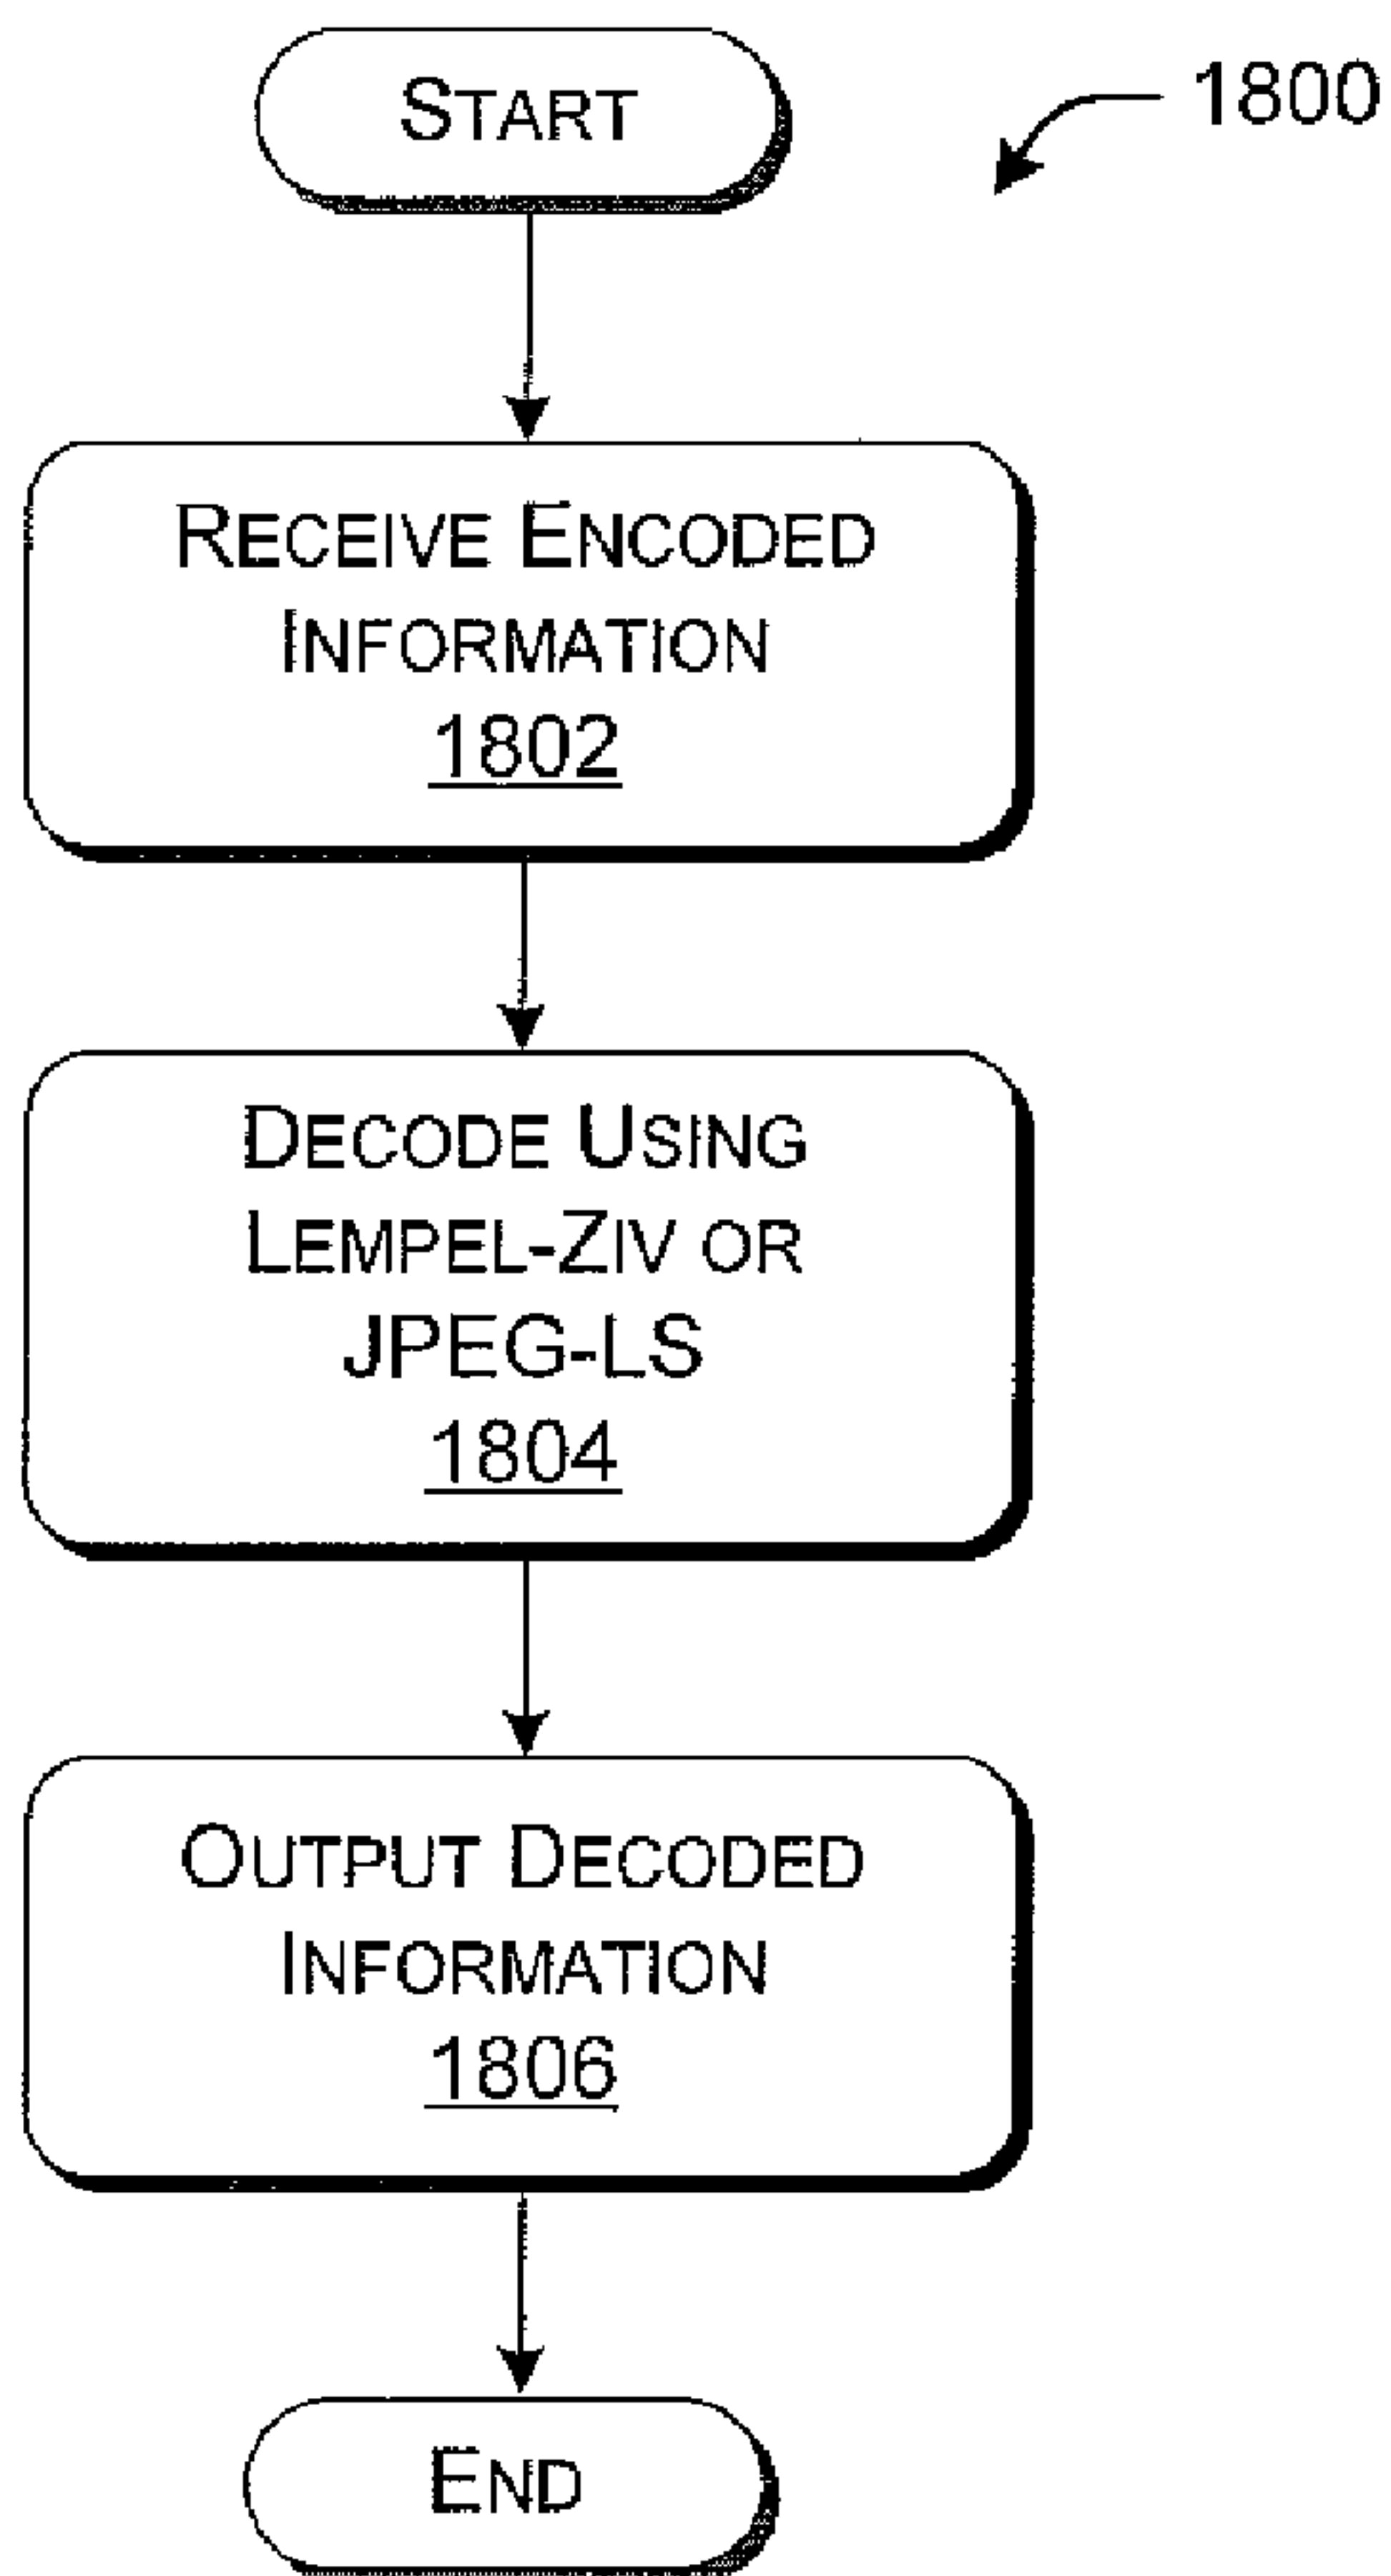 START
1800
RECEIVE ENCODED
INFORMATION
1802
DECODE USING
LEMPEL-ZIV OR
JPEG-LS
1804
OUTPUT DECODED
INFORMATION
1806
END